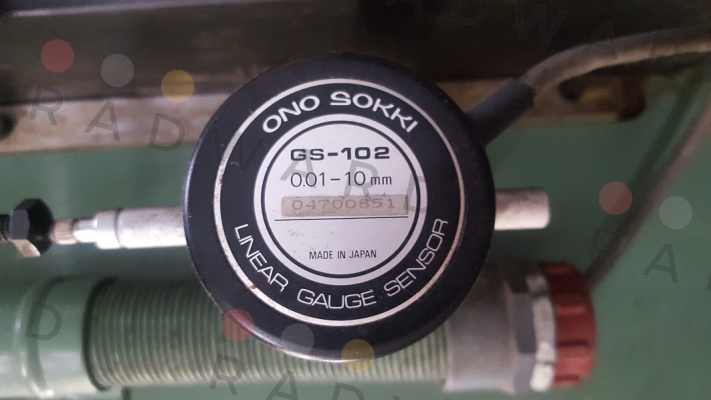 ONO SOKKI
GS-102
0.01-10 mm
04700851
MADE IN JAPAN
LINEAR GAUGE SENSOR